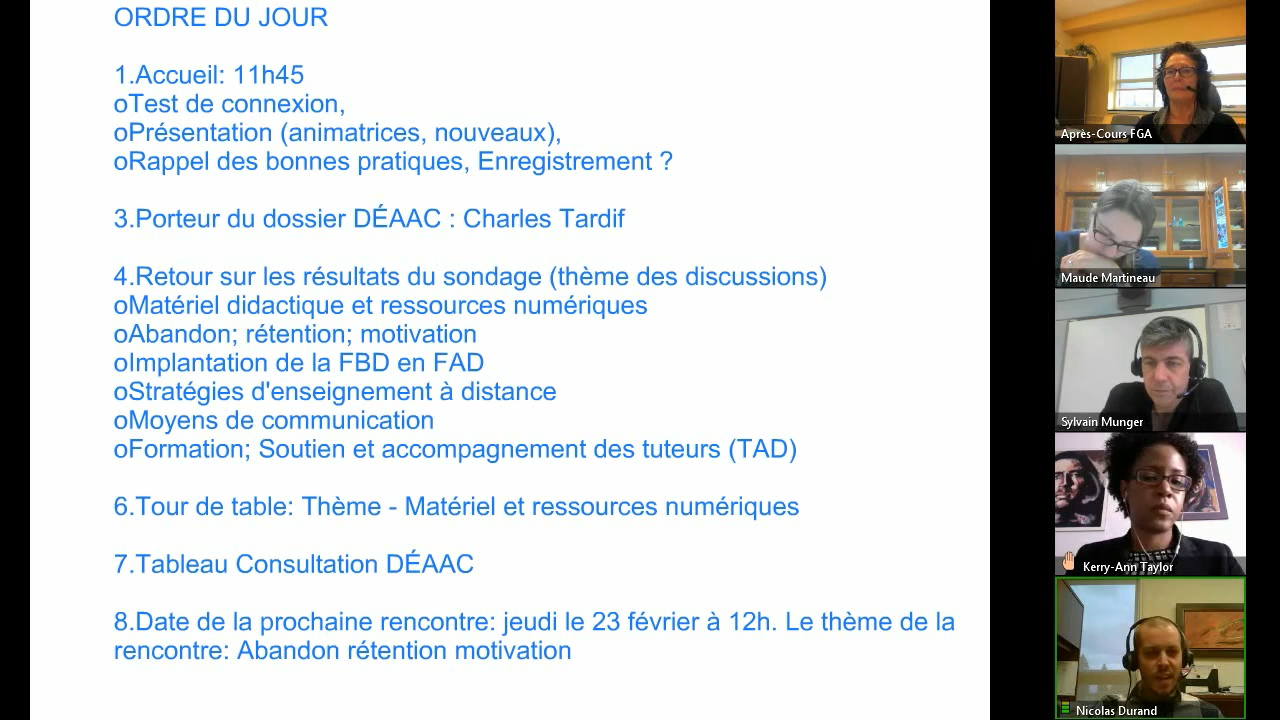 ORDRE DU JOUR
1.Accueil: 11h45
oTest de connexion,
oPrésentation (animatrices, nouveaux),
oRappel des bonnes pratiques, Enregistrement ?
3.Porteur du dossier DÉAAC : Charles Tardif
4.Retour sur les résultats du sondage (thème des discussions)
oMatériel didactique et ressources numériques
oAbandon; rétention; motivation
oImplantation de la FBD en FAD
oStratégies d'enseignement à distance
oMoyens de communication
oFormation; Soutien et accompagnement des tuteurs (TAD)
6.Tour de table: Thème - Matériel et ressources numériques
7.Tableau Consultation DÉAAC
8.Date de la prochaine rencontre: jeudi le 23 février à 12h. Le thème de la
rencontre: Abandon rétention motivation
Après-Cours FGA
Maude Martineau
Sylvain Munger
Kerry-Ann Taylor
Nicolas Durand